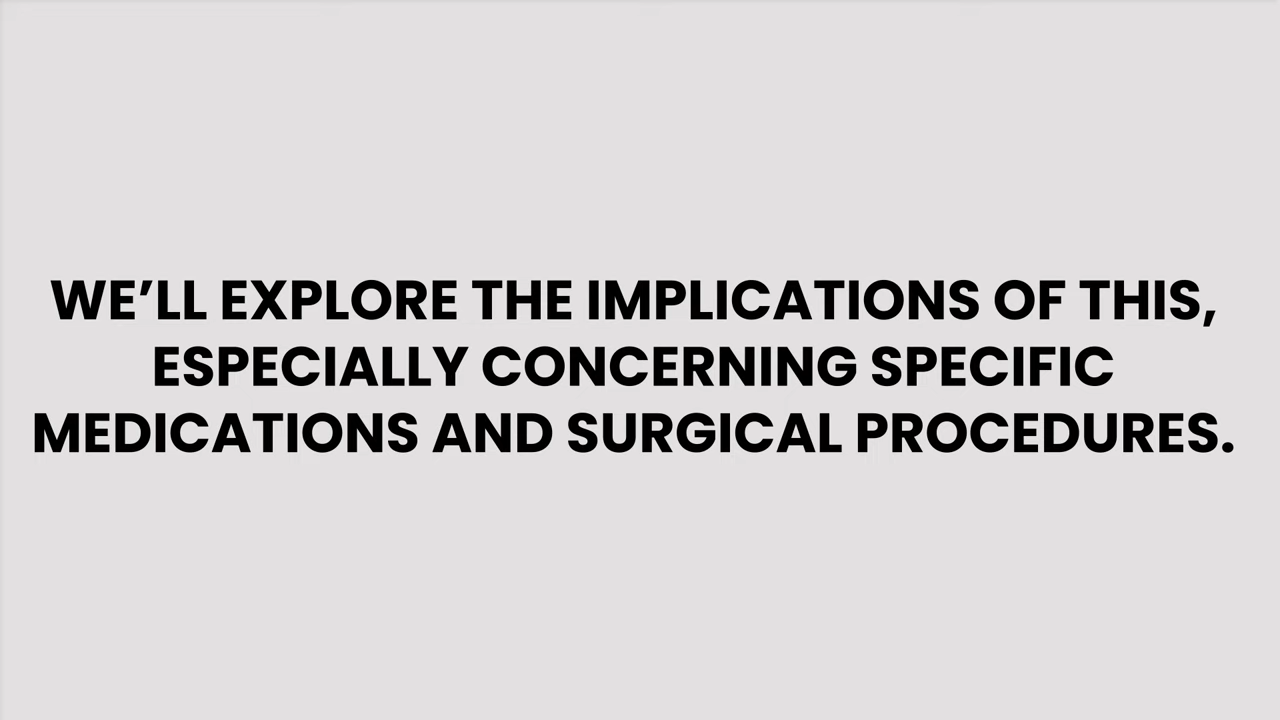 WE’LL EXPLORE THE IMPLICATIONS OF THIS,
ESPECIALLY CONCERNING SPECIFIC
MEDICATIONS AND SURGICAL PROCEDURES.